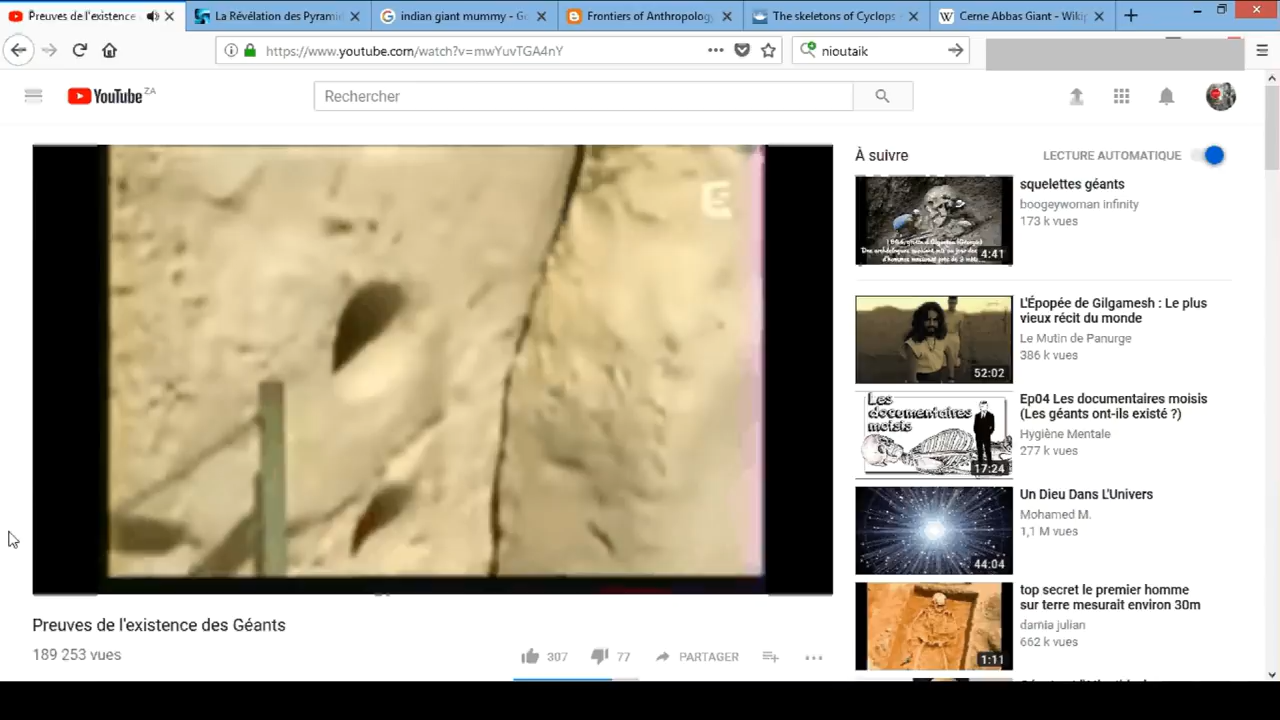 Preuves de l'existence
La Révélation des Pyramid
indian giant mummy - Go
Frontiers of Anthropology
The skeletons of Cyclops
Cerne Abbas Giant - Wikip
https://www.youtube.com/watch?v=mwYuvTGA4nY
nioutaik
YouTube ZA
Rechercher
À suivre
LECTURE AUTOMATIQUE
squelettes géants
boogeywoman infinity
173 k vues
4:41
L'Épopée de Gilgamesh : Le plus
vieux récit du monde
Le Mutin de Panurge
386 k vues
52:02
Les
documentaires
moisis
17:24
Ep04 Les documentaires moisis
(Les géants ont-ils existé ?)
Hygiène Mentale
277 k vues
Un Dieu Dans L'Univers
Mohamed M.
1,1 M vues
44:04
top secret le premier homme
sur terre mesurait environ 30m
damia julian
662 k vues
1:11
Preuves de l'existence des Géants
189 253 vues
307
77
PARTAGER